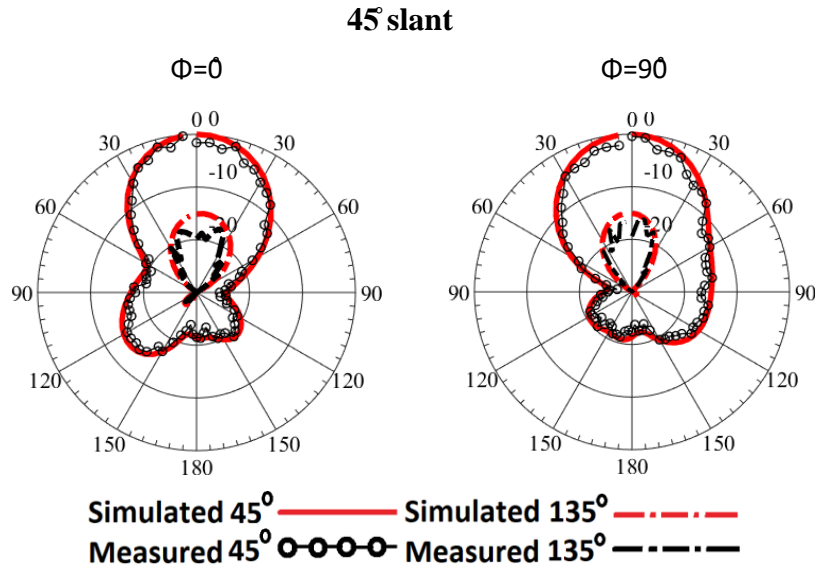 45° slant
Φ=0° Φ=90°
0 0 0 0
30 30 30 30
-10 -10
60 60 60 60
-20 -20
90 90 90 90
120 120 120 120
150 150 150 150
180 180
Simulated 45° Simulated 135°
Measured 45° Measured 135°